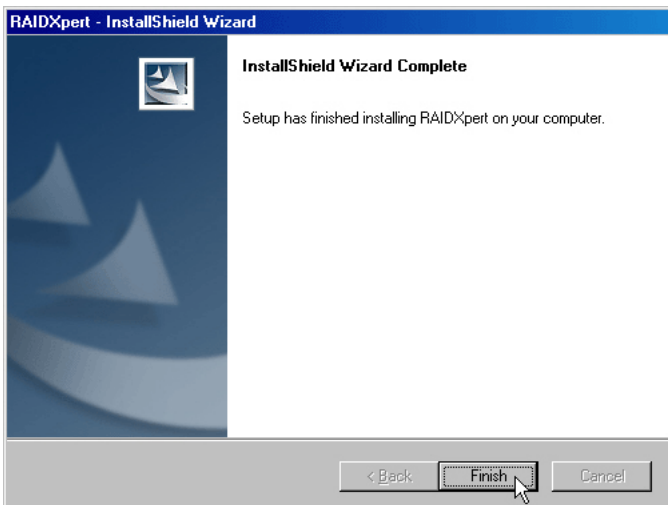 RAIDXpert - InstallShield Wizard
InstallShield Wizard Complete
Setup has finished installing RAIDXpert on your computer.
< Back Finish Cancel